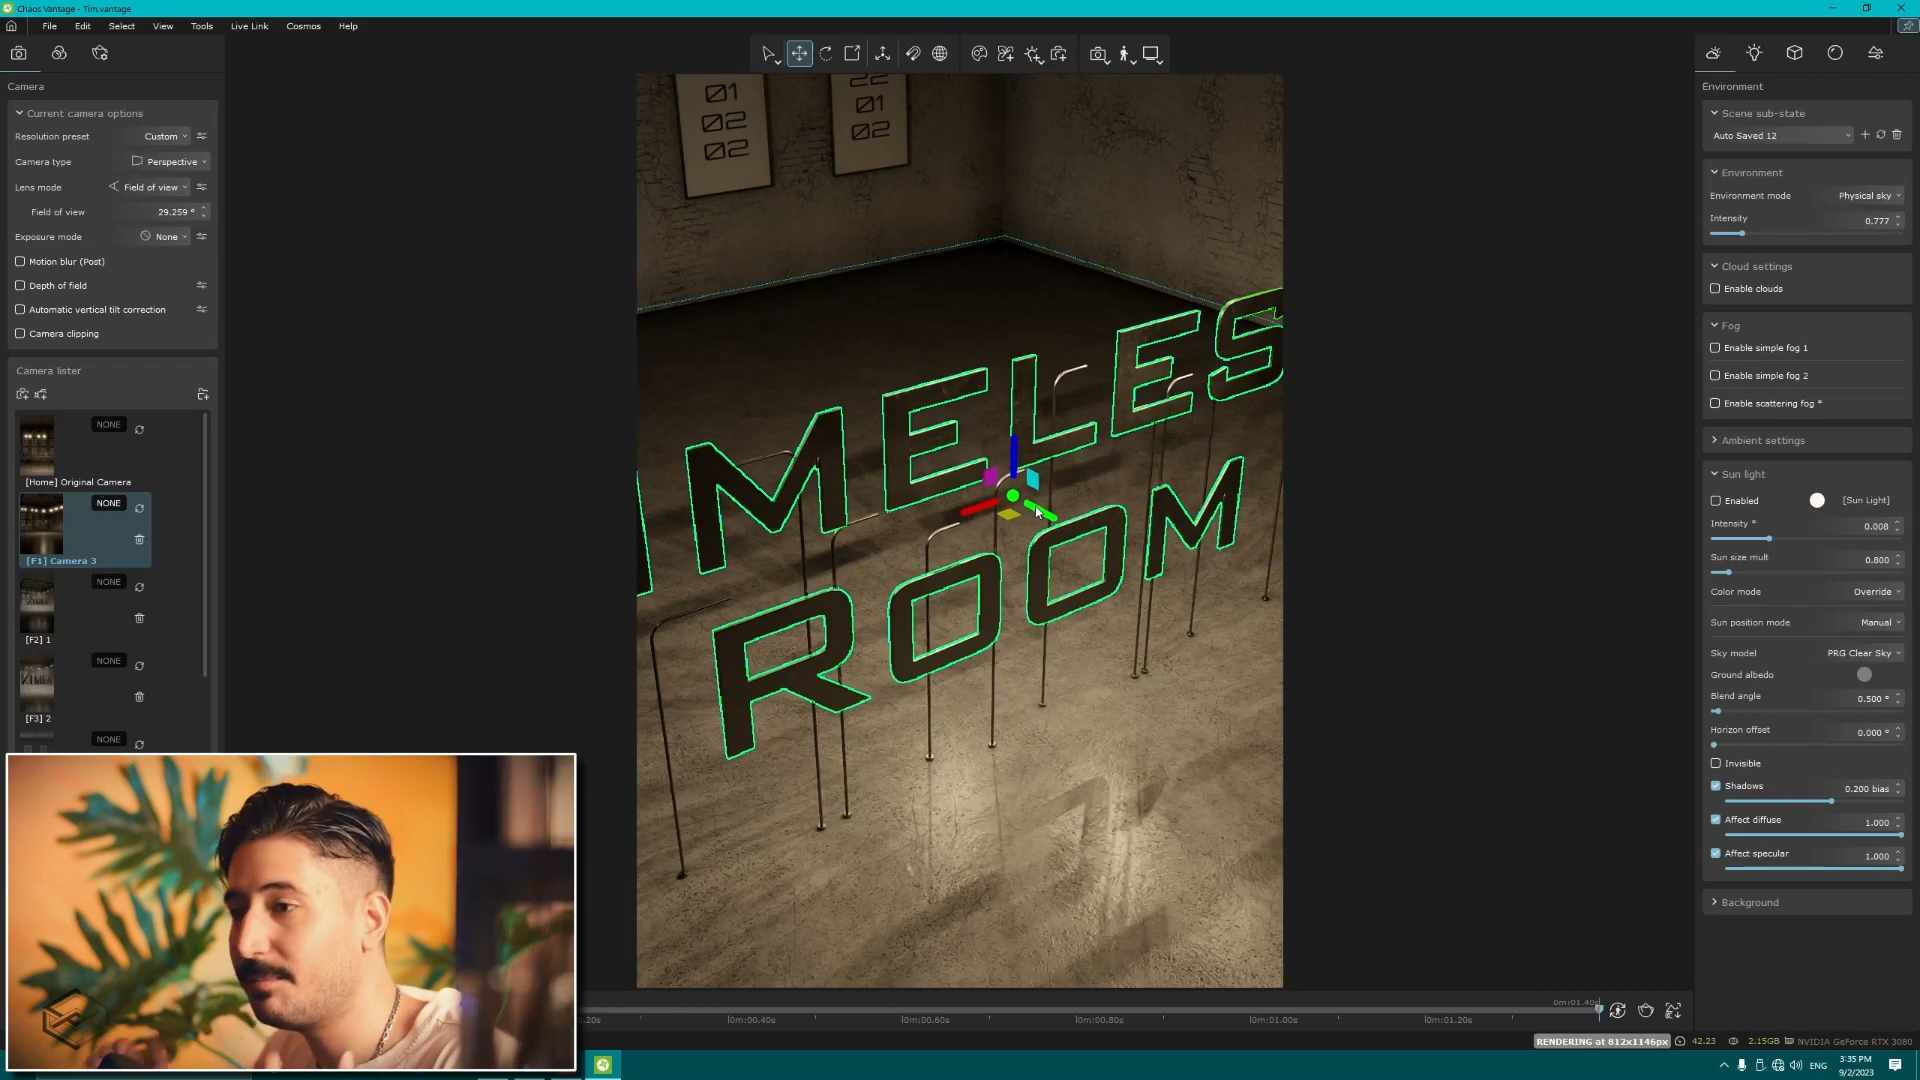 Chaos Vantage - Tim.vantage
File Edit Select View Tools Live Link Cosmos Help
Camera
Current camera options
Resolution preset Custom
Camera type Perspective
Lens mode Field of view
Field of view 29.259 °
Exposure mode None
Motion blur (Post)
Depth of field
Automatic vertical tilt correction
Camera clipping
Camera lister
NONE
[Home] Original Camera
NONE
[F1] Camera 3
NONE
[F2] 1
NONE
[F3] 2
NONE
01
02
02
22
01
02
MELES
ROOM
Environment
Scene sub-state
Auto Saved 12
Environment
Environment mode Physical sky
Intensity 0.777
Cloud settings
Enable clouds
Fog
Enable simple fog 1
Enable simple fog 2
Enable scattering fog *
Ambient settings
Sun light
Enabled [Sun Light]
Intensity * 0.008
Sun size mult 0.800
Color mode Override
Sun position mode Manual
Sky model PRG Clear Sky
Ground albedo
Blend angle 0.500 °
Horizon offset 0.000 °
Invisible
Shadows 0.200 bias
Affect diffuse 1.000
Affect specular 1.000
Background
0m:01.40s
.20s 0m:00.40s 0m:00.60s 0m:00.80s 0m:01.00s 0m:01.20s
RENDERING at 812x1146px 42.23 2.15GB NVIDIA GeForce RTX 3080
ENG
3:35 PM
9/2/2023